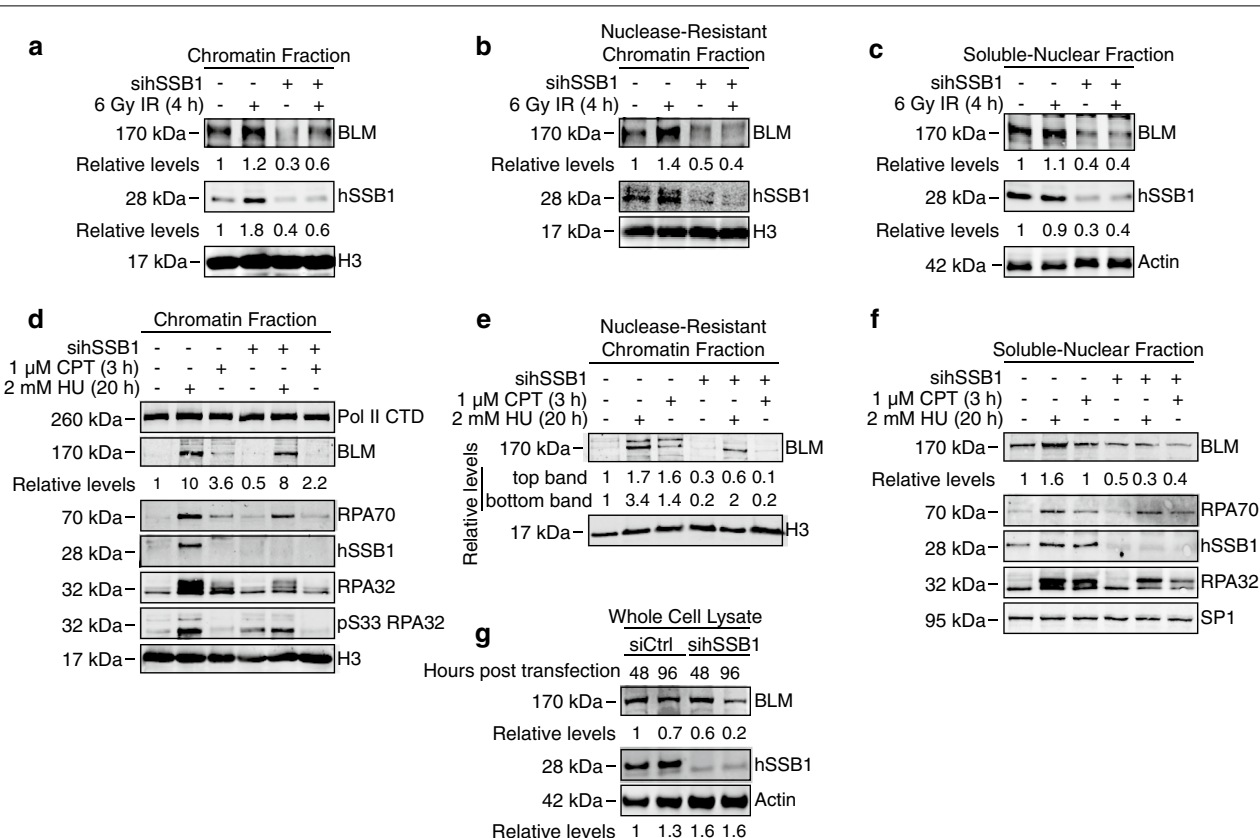 a
Chromatin Fraction
sihSSB1 - - + +
6 Gy IR (4 h) - + - +
170 kDa BLM
Relative levels 1 1.2 0.3 0.6
28 kDa hSSB1
Relative levels 1 1.8 0.4 0.6
17 kDa H3
b
Nuclease-Resistant
Chromatin Fraction
sihSSB1 - - + +
6 Gy IR (4 h) - + - +
170 kDa BLM
Relative levels 1 1.4 0.5 0.4
28 kDa hSSB1
17 kDa H3
c
Soluble-Nuclear Fraction
sihSSB1 - - + +
6 Gy IR (4 h) - + - +
170 kDa BLM
Relative levels 1 1.1 0.4 0.4
28 kDa hSSB1
Relative levels 1 0.9 0.3 0.4
42 kDa Actin
d
Chromatin Fraction
sihSSB1 - - - + + +
1 µM CPT (3 h) - - + - - +
2 mM HU (20 h) - + - - + -
260 kDa Pol II CTD
170 kDa BLM
Relative levels 1 10 3.6 0.5 8 2.2
70 kDa RPA70
28 kDa hSSB1
32 kDa RPA32
32 kDa pS33 RPA32
17 kDa H3
e
Nuclease-Resistant
Chromatin Fraction
sihSSB1 - - - + + +
1 µM CPT (3 h) - - + - - +
2 mM HU (20 h) - + - - + -
170 kDa BLM
Relative levels
top band 1 1.7 1.6 0.3 0.6 0.1
bottom band 1 3.4 1.4 0.2 2 0.2
17 kDa H3
f
Soluble-Nuclear Fraction
sihSSB1 - - - + + +
1 µM CPT (3 h) - - + - - +
2 mM HU (20 h) - + - - + -
170 kDa BLM
Relative levels 1 1.6 1 0.5 0.3 0.4
70 kDa RPA70
28 kDa hSSB1
32 kDa RPA32
95 kDa SP1
g
Whole Cell Lysate
siCtrl sihSSB1
Hours post transfection 48 96 48 96
170 kDa BLM
Relative levels 1 0.7 0.6 0.2
28 kDa hSSB1
42 kDa Actin
Relative levels 1 1.3 1.6 1.6